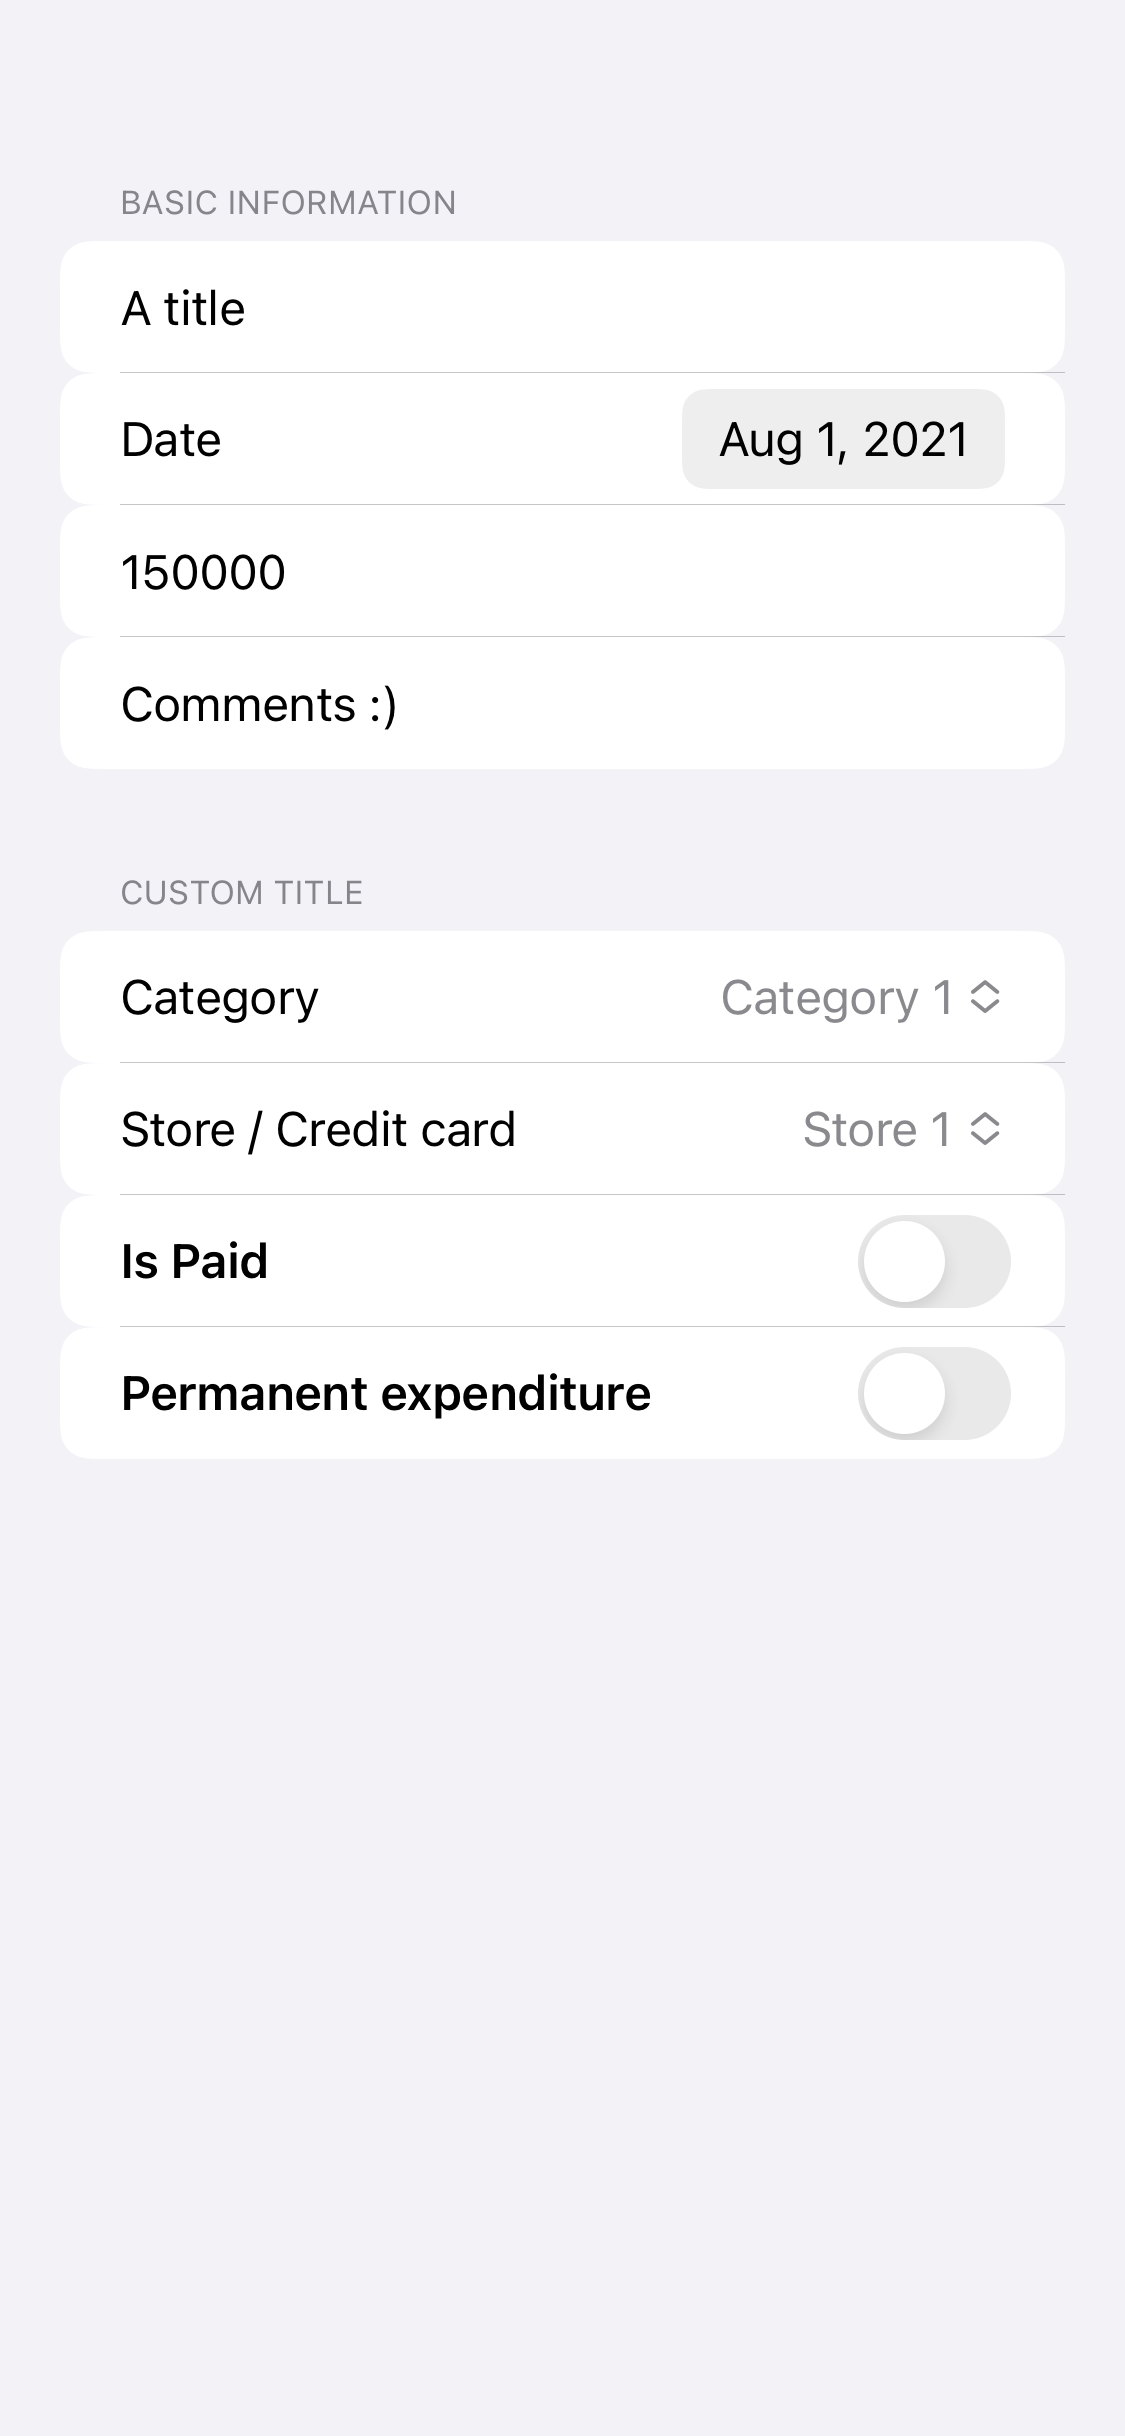 BASIC INFORMATION
A title
Date Aug 1, 2021
150000
Comments :)
CUSTOM TITLE
Category Category 1
Store / Credit card Store 1
Is Paid
Permanent expenditure